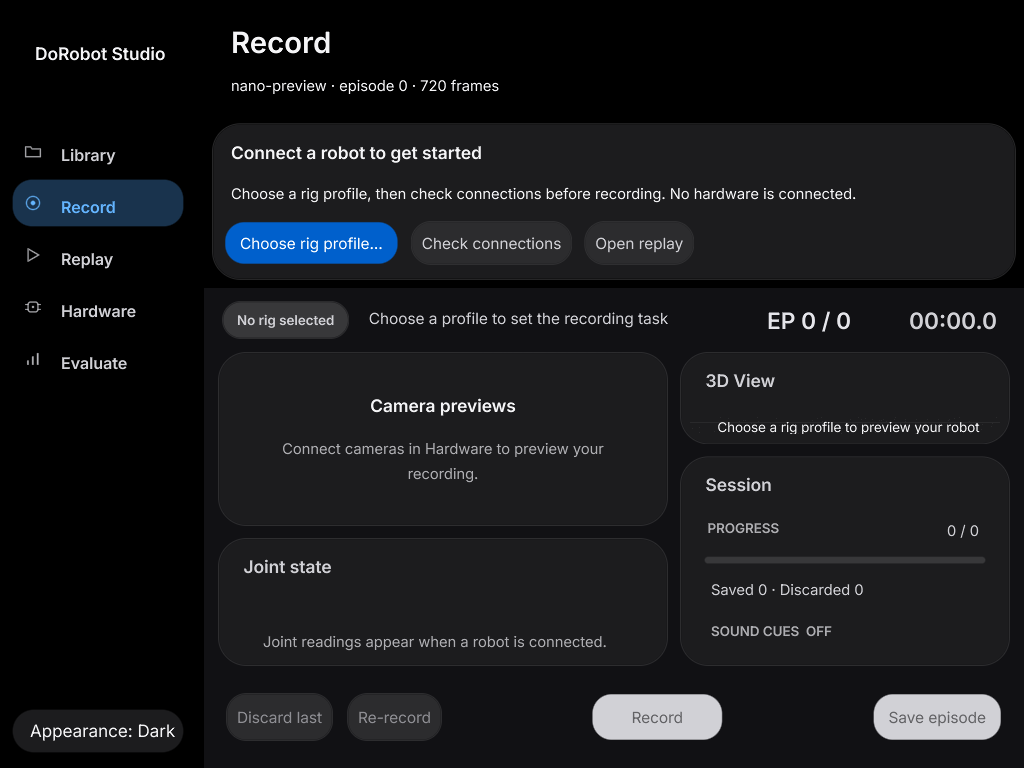 DoRobot Studio
Library
Record
Replay
Hardware
Evaluate
Appearance: Dark
Record
nano-preview · episode 0 · 720 frames
Connect a robot to get started
Choose a rig profile, then check connections before recording. No hardware is connected.
Choose rig profile...
Check connections
Open replay
No rig selected
Choose a profile to set the recording task
EP 0 / 0
00:00.0
Camera previews
Connect cameras in Hardware to preview your
recording.
Joint state
Joint readings appear when a robot is connected.
3D View
Choose a rig profile to preview your robot
Session
PROGRESS
0 / 0
Saved 0 · Discarded 0
SOUND CUES OFF
Discard last
Re-record
Record
Save episode